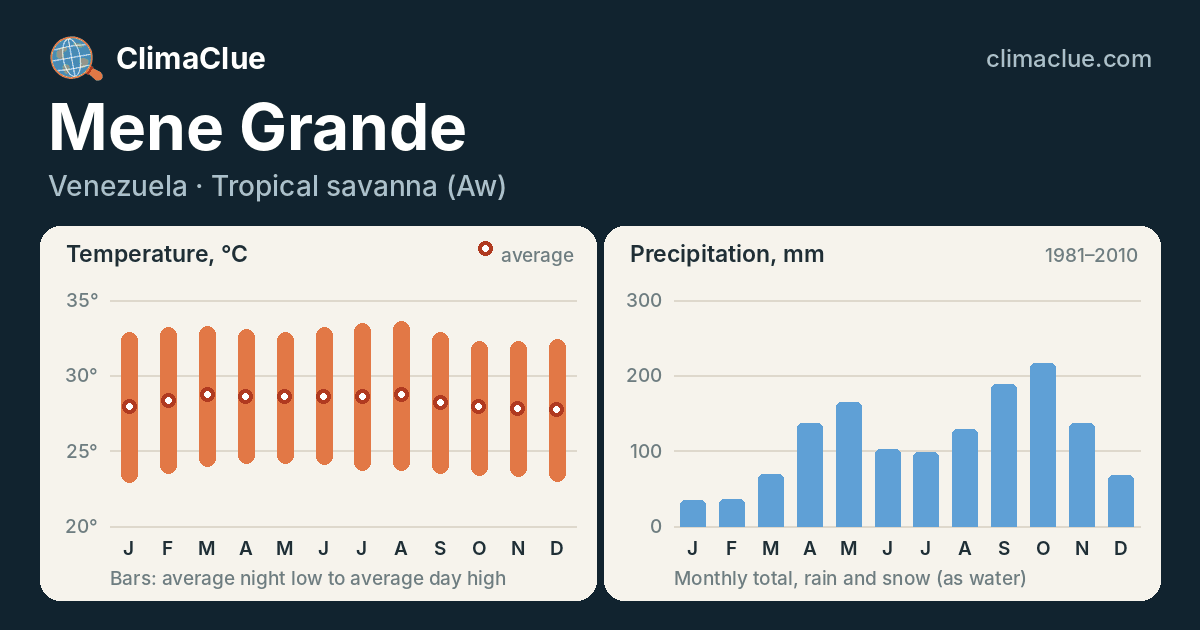 ClimaClue
climaclue.com
Mene Grande
Venezuela · Tropical savanna (Aw)
Temperature, °C
average
35°
30°
25°
20°
J F M A M J J A S O N D
Bars: average night low to average day high
Precipitation, mm
1981–2010
300
200
100
0
J F M A M J J A S O N D
Monthly total, rain and snow (as water)